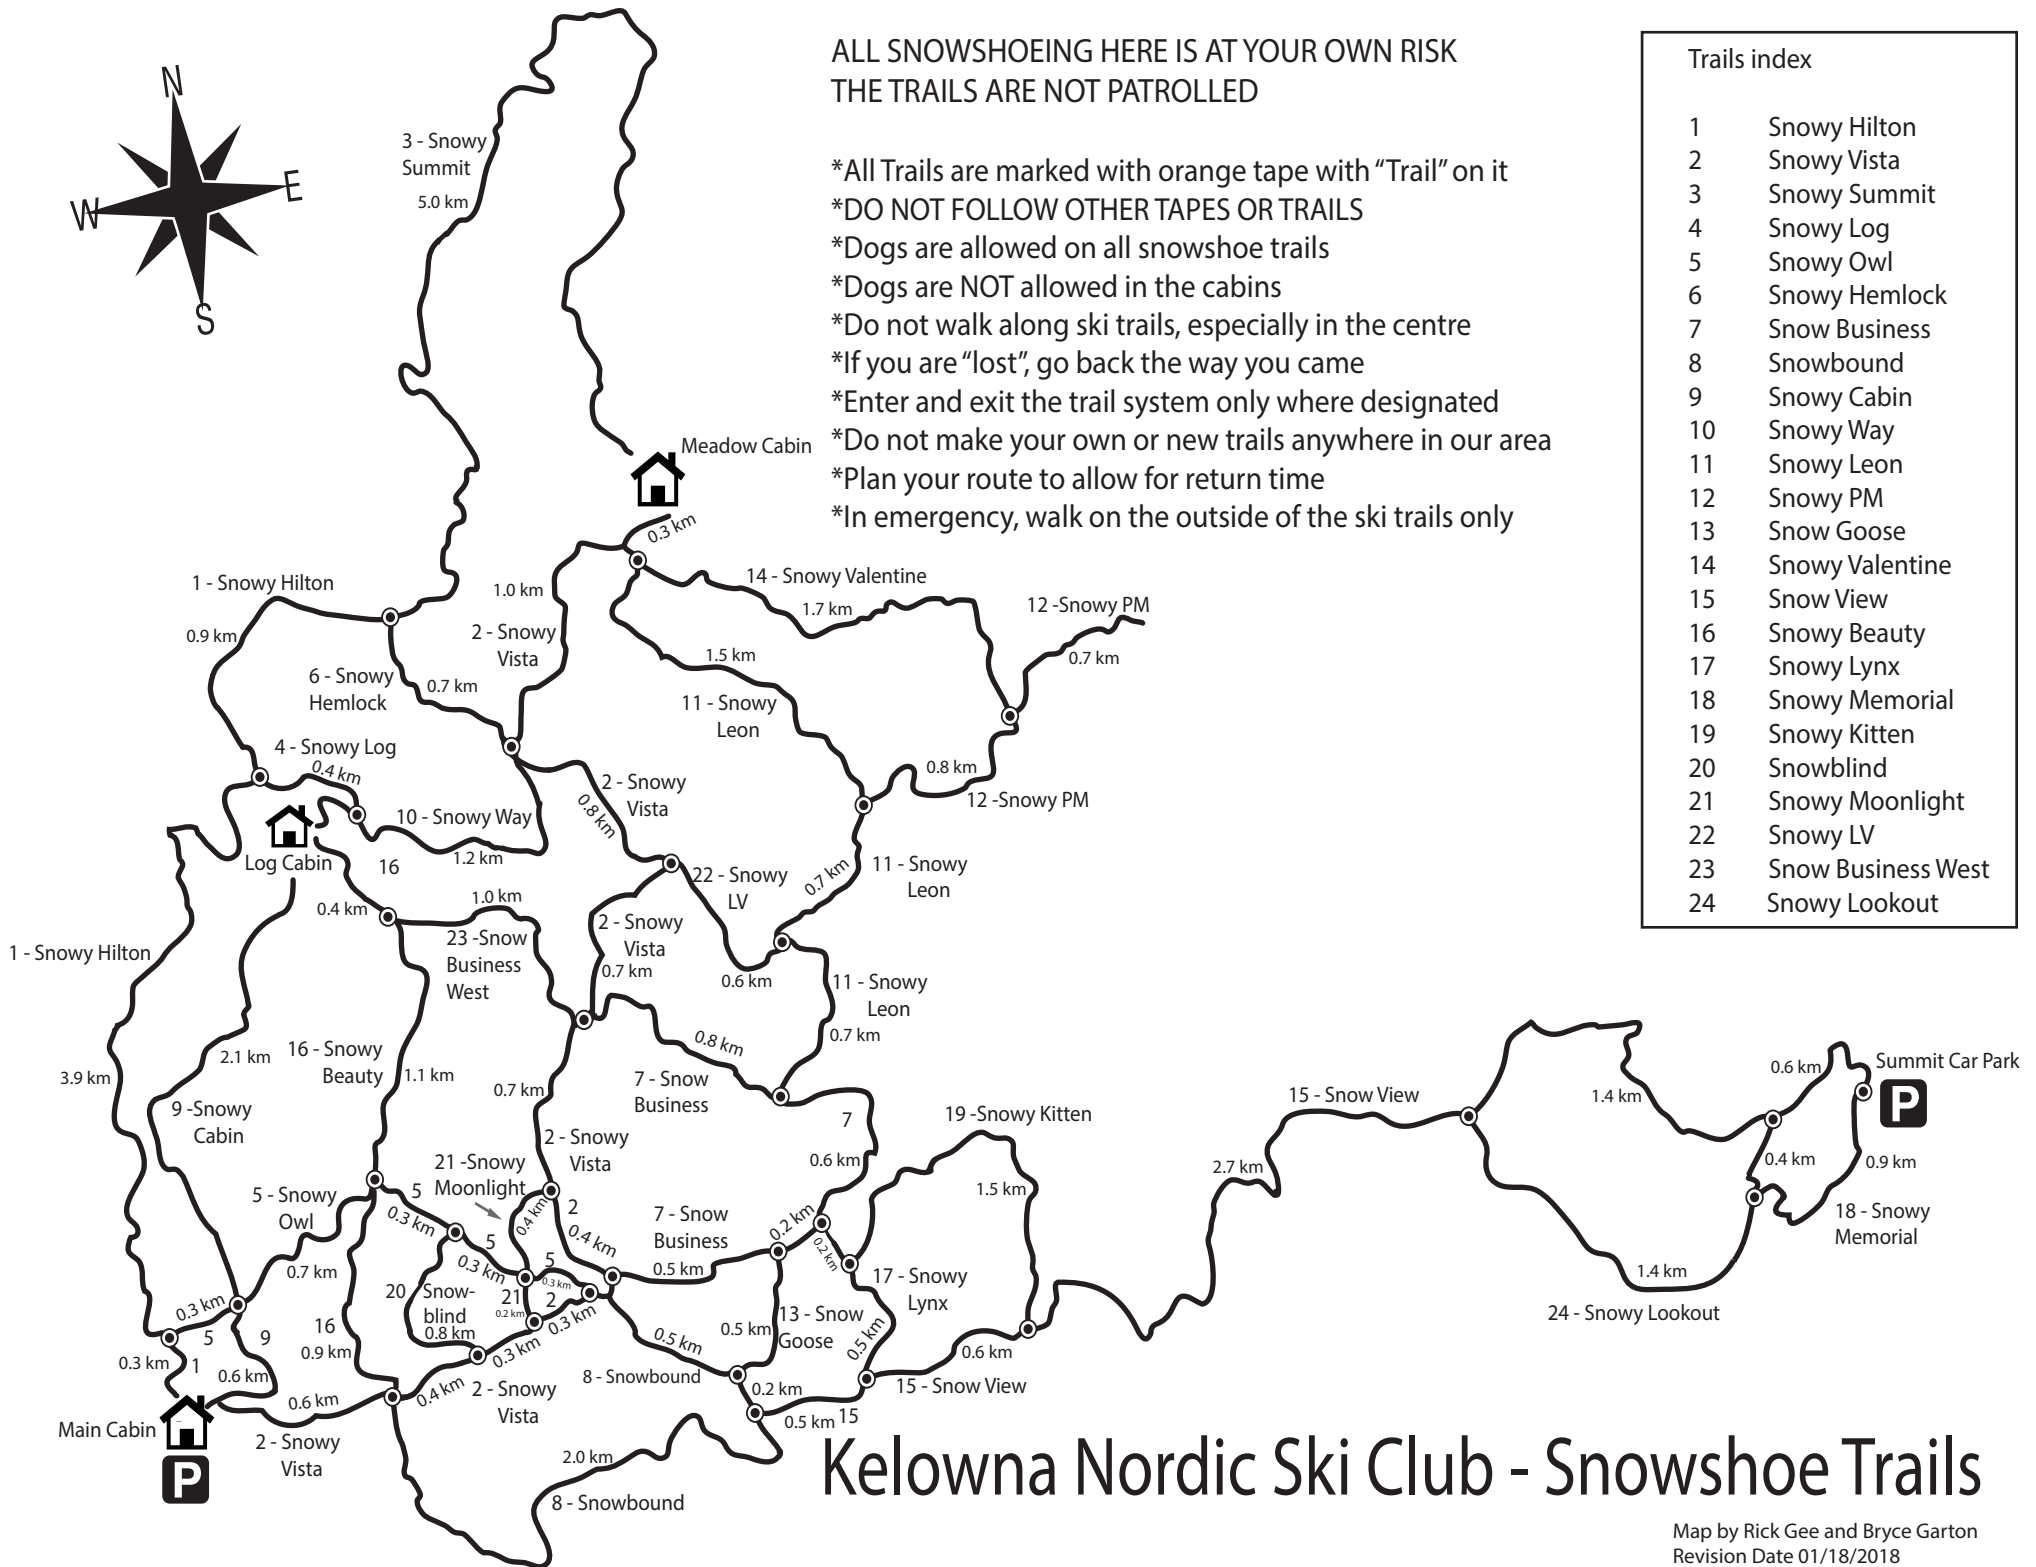 N
E
W
S
ALL SNOWSHOEING HERE IS AT YOUR OWN RISK
THE TRAILS ARE NOT PATROLLED
*All Trails are marked with orange tape with “Trail” on it
*DO NOT FOLLOW OTHER TAPES OR TRAILS
*Dogs are allowed on all snowshoe trails
*Dogs are NOT allowed in the cabins
*Do not walk along ski trails, especially in the centre
*If you are “lost”, go back the way you came
*Enter and exit the trail system only where designated
*Do not make your own or new trails anywhere in our area
*Plan your route to allow for return time
*In emergency, walk on the outside of the ski trails only
Trails index
1 Snowy Hilton
2 Snowy Vista
3 Snowy Summit
4 Snowy Log
5 Snowy Owl
6 Snowy Hemlock
7 Snow Business
8 Snowbound
9 Snowy Cabin
10 Snowy Way
11 Snowy Leon
12 Snowy PM
13 Snow Goose
14 Snowy Valentine
15 Snow View
16 Snowy Beauty
17 Snowy Lynx
18 Snowy Memorial
19 Snowy Kitten
20 Snowblind
21 Snowy Moonlight
22 Snowy LV
23 Snow Business West
24 Snowy Lookout
3 - Snowy
Summit
5.0 km
Meadow Cabin
0.3 km
1 - Snowy Hilton
0.9 km
1.0 km
2 - Snowy
Vista
14 - Snowy Valentine
1.7 km
12 -Snowy PM
0.7 km
6 - Snowy
Hemlock
0.7 km
1.5 km
11 - Snowy
Leon
4 - Snowy Log
0.4 km
2 - Snowy
Vista
0.8 km
0.8 km
12 -Snowy PM
10 - Snowy Way
1.2 km
Log Cabin
16
0.4 km
1.0 km
23 -Snow
Business
West
22 - Snowy
LV
0.7 km
11 - Snowy
Leon
2 - Snowy
Vista
0.7 km
0.6 km
11 - Snowy
Leon
0.7 km
1 - Snowy Hilton
3.9 km
2.1 km
9 -Snowy
Cabin
16 - Snowy
Beauty
1.1 km
0.7 km
0.8 km
7 - Snow
Business
7
0.6 km
2 - Snowy
Vista
21 -Snowy
Moonlight
0.4 km
2
0.4 km
5 - Snowy
Owl
0.7 km
5
0.3 km
5
0.3 km
5
0.3 km
7 - Snow
Business
0.5 km
0.2 km
0.2 km
19 -Snowy Kitten
1.5 km
17 - Snowy
Lynx
0.5 km
20 Snow-
blind
0.8 km
21
0.2 km
2
0.3 km
0.3 km
0.3 km
5
0.3 km
1
9
0.6 km
16
0.9 km
13 - Snow
Goose
0.5 km
0.5 km
8 - Snowbound
0.2 km
0.5 km 15
0.6 km
15 - Snow View
2.7 km
15 - Snow View
1.4 km
0.6 km
Summit Car Park
P
0.4 km
0.9 km
18 - Snowy
Memorial
1.4 km
24 - Snowy Lookout
Main Cabin
P
0.6 km
2 - Snowy
Vista
0.4 km
2 - Snowy
Vista
2.0 km
8 - Snowbound
Kelowna Nordic Ski Club - Snowshoe Trails
Map by Rick Gee and Bryce Garton
Revision Date 01/18/2018